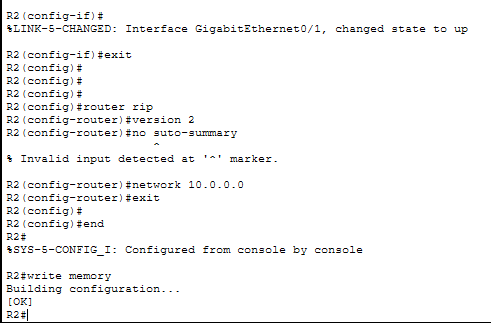 R2(config-if)#
%LINK-5-CHANGED: Interface GigabitEthernet0/1, changed state to up
R2(config-if)#exit
R2(config)#
R2(config)#
R2(config)#
R2(config)#router rip
R2(config-router)#version 2
R2(config-router)#no suto-summary
^
% Invalid input detected at '^' marker.
R2(config-router)#network 10.0.0.0
R2(config-router)#exit
R2(config)#
R2(config)#end
R2#
%SYS-5-CONFIG_I: Configured from console by console
R2#write memory
Building configuration...
[OK]
R2#